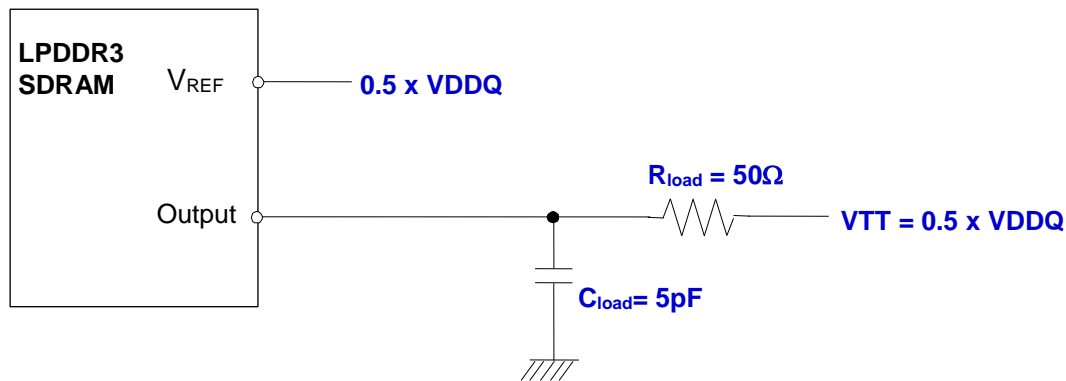 LPDDR3
SDRAM
VREF
0.5 x VDDQ
Rload = 50Ω
Output
VTT = 0.5 x VDDQ
Cload= 5pF